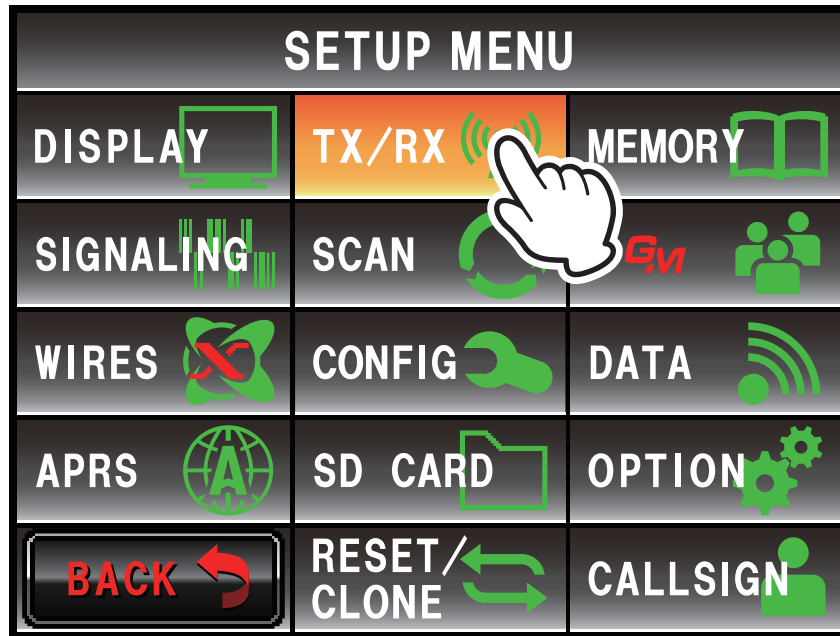 SETUP MENU
DISPLAY
TX/RX
MEMORY
SIGNALING
SCAN
GM
WIRES X
CONFIG
DATA
APRS
A
SD CARD
OPTION
BACK
RESET/
CLONE
CALLSIGN